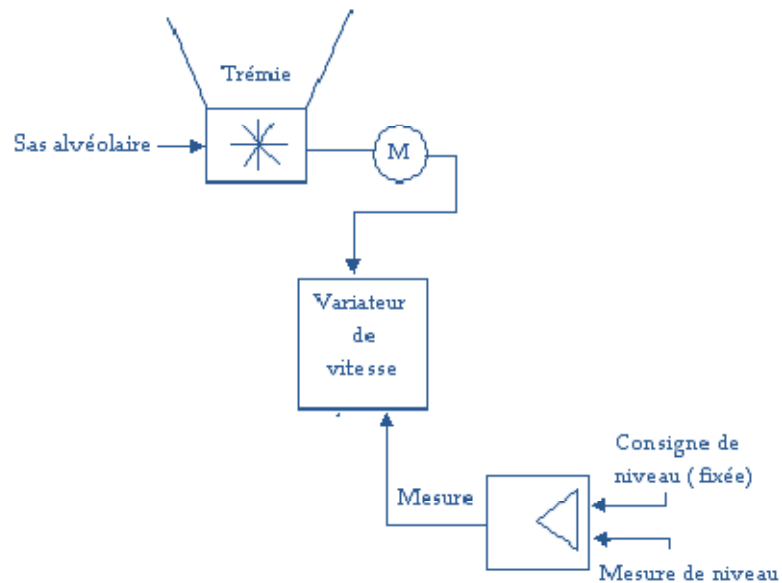 Trémie
Sas alvéolaire
M
Variateur
de
vitesse
Consigne de
niveau ( fixée)
Mesure
Mesure de niveau